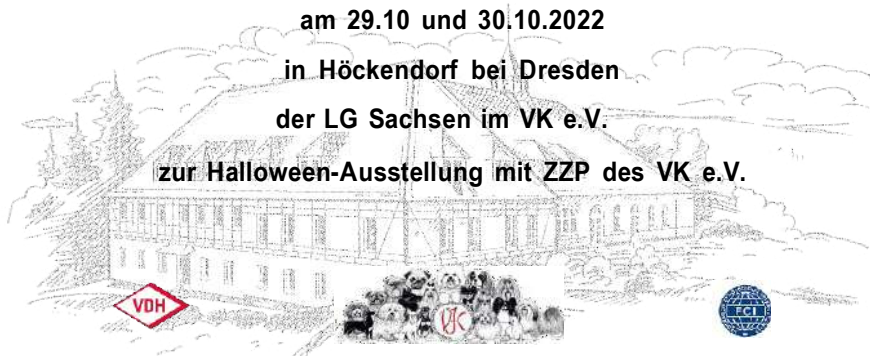 am 29.10 und 30.10.2022
in Höckendorf bei Dresden
der LG Sachsen im VK e.V.
zur Halloween-Ausstellung mit ZZP des VK e.V.
VDH
VK
FCI